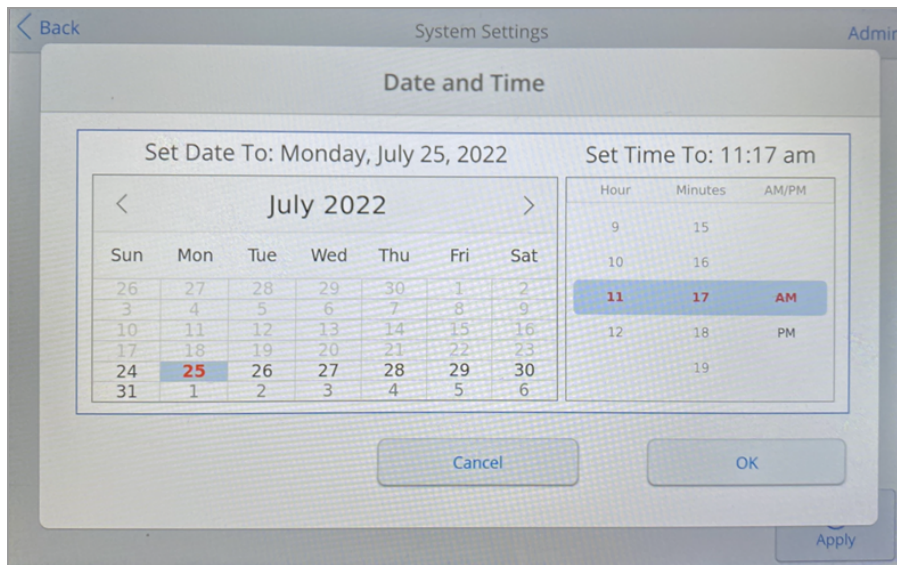 Back System Settings Admin
Date and Time
Set Date To: Monday, July 25, 2022 Set Time To: 11:17 am
July 2022
Sun Mon Tue Wed Thu Fri Sat
26 27 28 29 30 1 2
3 4 5 6 7 8 9
10 11 12 13 14 15 16
17 18 19 20 21 22 23
24 25 26 27 28 29 30
31 1 2 3 4 5 6
Hour Minutes AM/PM
9 15
10 16
11 17 AM
12 18 PM
19
Cancel OK
Apply